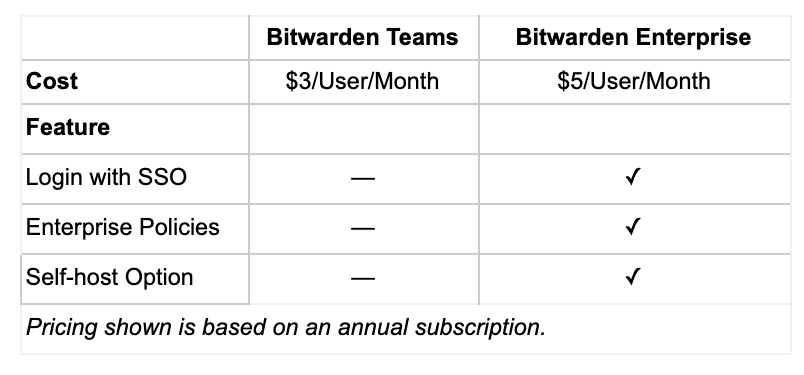 Bitwarden Teams Bitwarden Enterprise
Cost $3/User/Month $5/User/Month
Feature
Login with SSO — ✓
Enterprise Policies — ✓
Self-host Option — ✓
Pricing shown is based on an annual subscription.